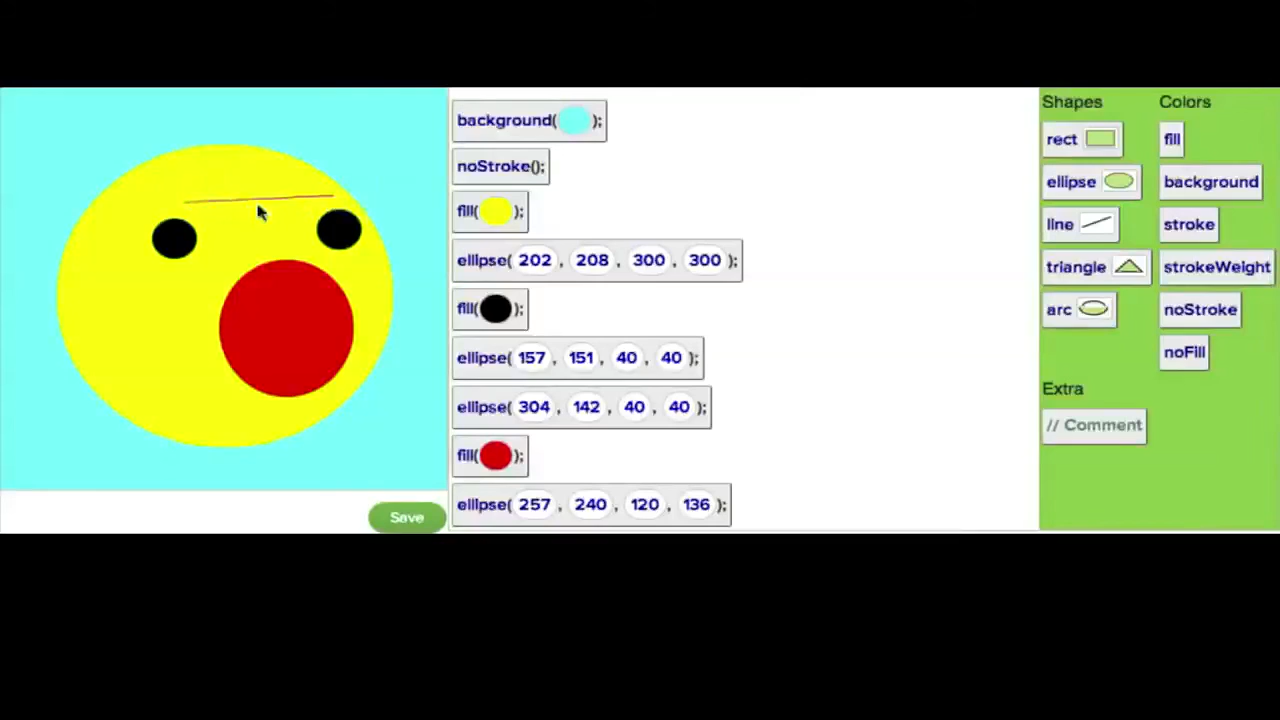 background( );
noStroke();
fill( );
ellipse( 202 , 208 , 300 , 300 );
fill( );
ellipse( 157 , 151 , 40 , 40 );
ellipse( 304 , 142 , 40 , 40 );
fill( );
ellipse( 257 , 240 , 120 , 136 );
Save
Shapes
rect
ellipse
line
triangle
arc
Colors
fill
background
stroke
strokeWeight
noStroke
noFill
Extra
// Comment